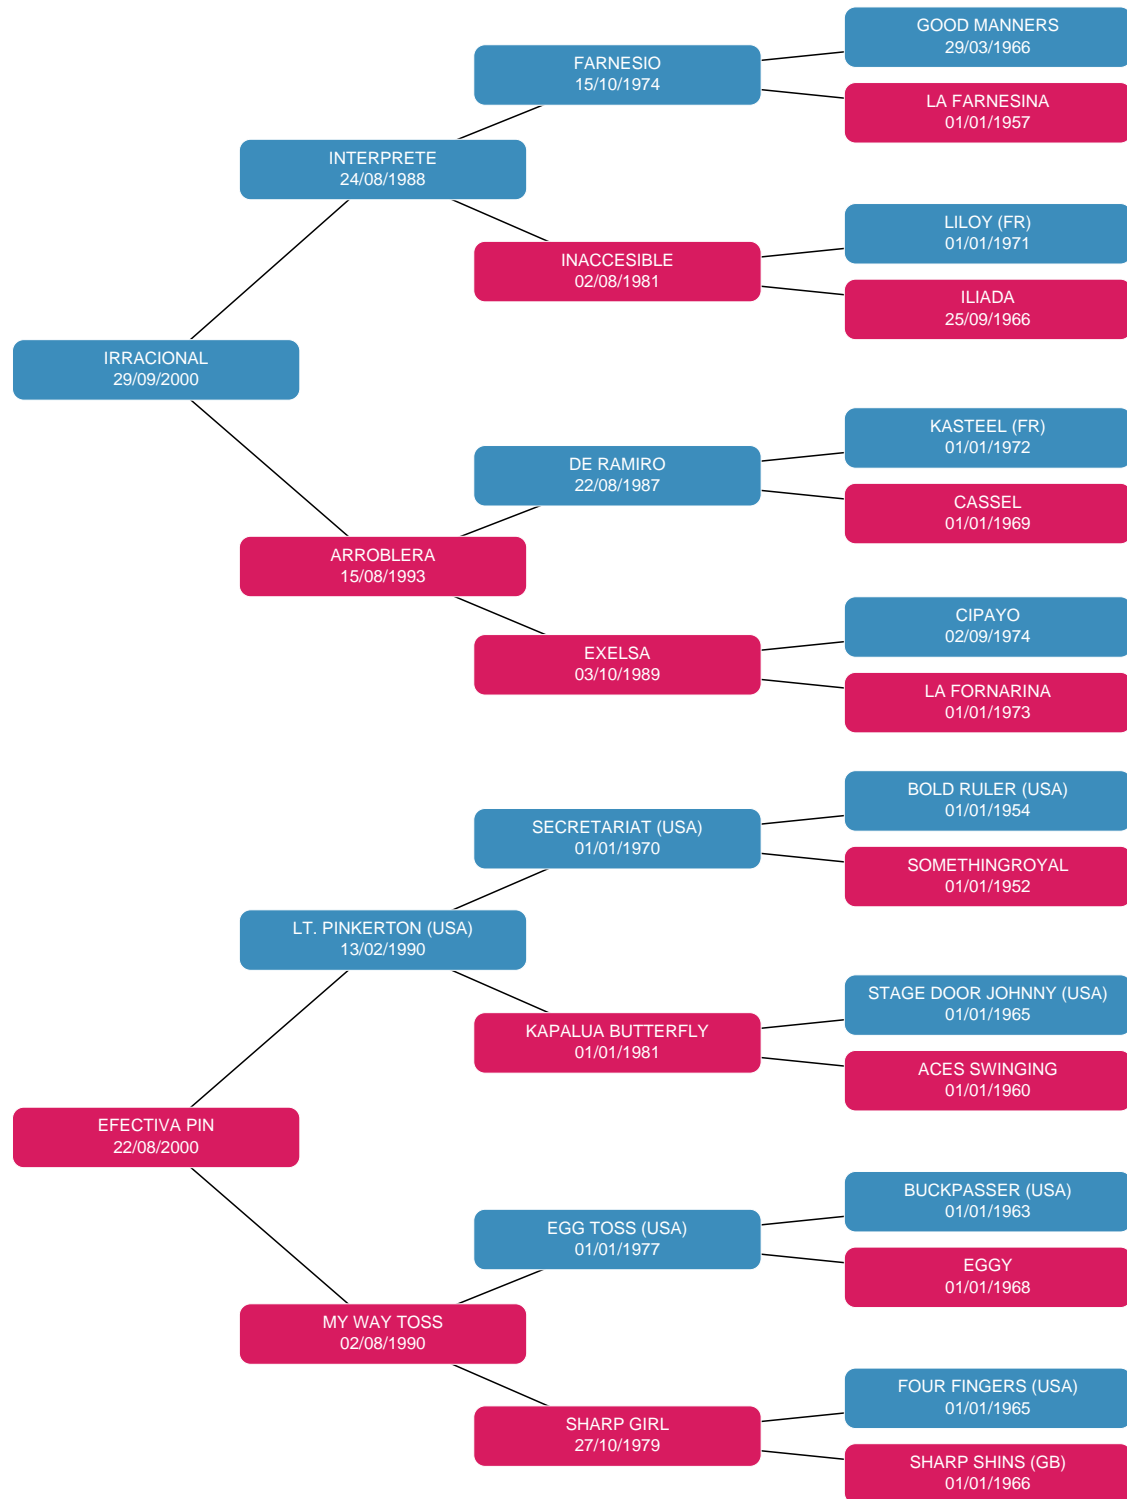 GOOD MANNERS
29/03/1966
FARNESIO
15/10/1974
LA FARNESINA
01/01/1957
INTERPRETE
24/08/1988
LILOY (FR)
01/01/1971
INACCESIBLE
02/08/1981
ILIADA
25/09/1966
IRRACIONAL
29/09/2000
KASTEEL (FR)
01/01/1972
DE RAMIRO
22/08/1987
CASSEL
01/01/1969
ARROBLERA
15/08/1993
CIPAYO
02/09/1974
EXELSA
03/10/1989
LA FORNARINA
01/01/1973
BOLD RULER (USA)
01/01/1954
SECRETARIAT (USA)
01/01/1970
SOMETHINGROYAL
01/01/1952
LT. PINKERTON (USA)
13/02/1990
STAGE DOOR JOHNNY (USA)
01/01/1965
KAPALUA BUTTERFLY
01/01/1981
ACES SWINGING
01/01/1960
EFECTIVA PIN
22/08/2000
BUCKPASSER (USA)
01/01/1963
EGG TOSS (USA)
01/01/1977
EGGY
01/01/1968
MY WAY TOSS
02/08/1990
FOUR FINGERS (USA)
01/01/1965
SHARP GIRL
27/10/1979
SHARP SHINS (GB)
01/01/1966